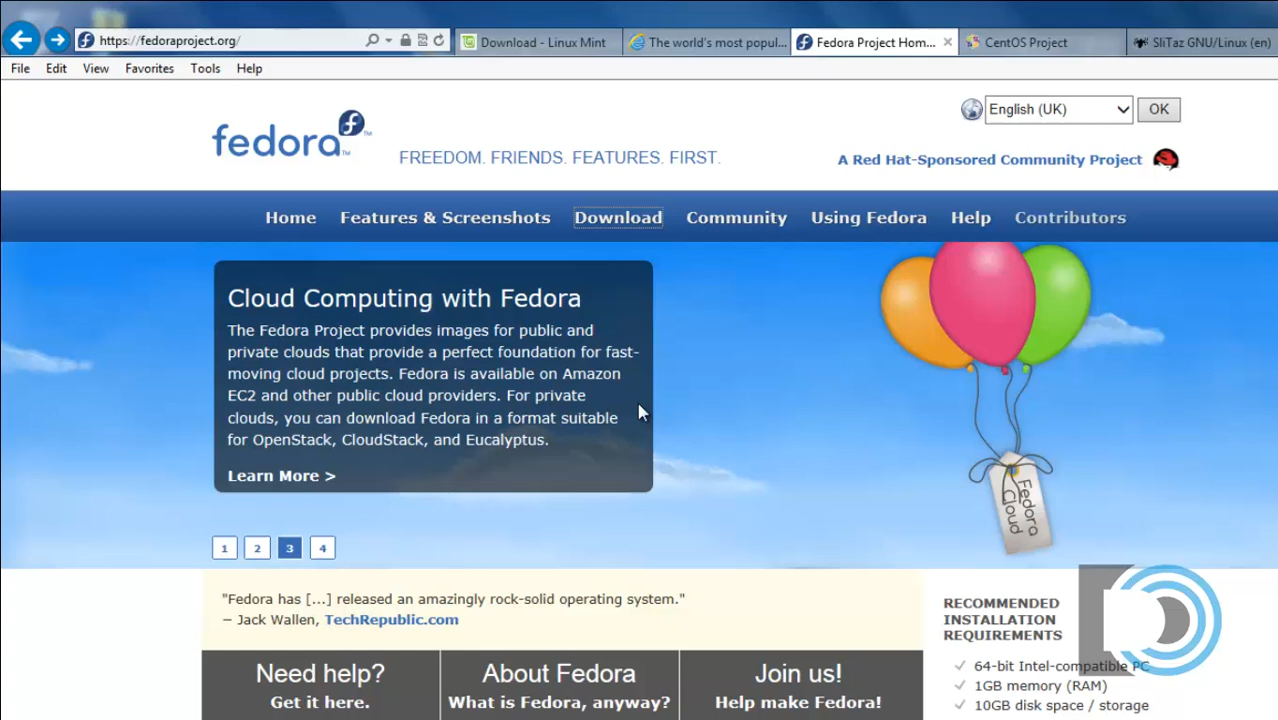 https://fedoraproject.org/
Download - Linux Mint
The world's most popul...
Fedora Project Hom...
CentOS Project
SliTaz GNU/Linux (en)
File Edit View Favorites Tools Help
English (UK)
OK
fedora
TM
FREEDOM. FRIENDS. FEATURES. FIRST.
A Red Hat-Sponsored Community Project
Home Features & Screenshots Download Community Using Fedora Help Contributors
Cloud Computing with Fedora
The Fedora Project provides images for public and
private clouds that provide a perfect foundation for fast-
moving cloud projects. Fedora is available on Amazon
EC2 and other public cloud providers. For private
clouds, you can download Fedora in a format suitable
for OpenStack, CloudStack, and Eucalyptus.
Learn More >
Fedora
Cloud
1 2 3 4
"Fedora has [...] released an amazingly rock-solid operating system."
– Jack Wallen, TechRepublic.com
RECOMMENDED
INSTALLATION
REQUIREMENTS
64-bit Intel-compatible PC
1GB memory (RAM)
10GB disk space / storage
Need help?
Get it here.
About Fedora
What is Fedora, anyway?
Join us!
Help make Fedora!